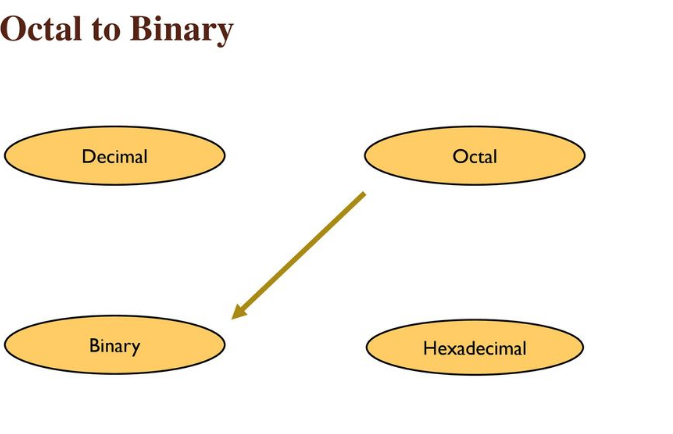 Octal to Binary
Decimal
Octal
Binary
Hexadecimal